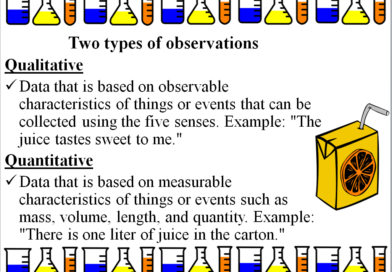 Two types of observations
Qualitative
✓ Data that is based on observable
characteristics of things or events that can be
collected using the five senses. Example: "The
juice tastes sweet to me."
Quantitative
✓ Data that is based on measurable
characteristics of things or events such as
mass, volume, length, and quantity. Example:
"There is one liter of juice in the carton."